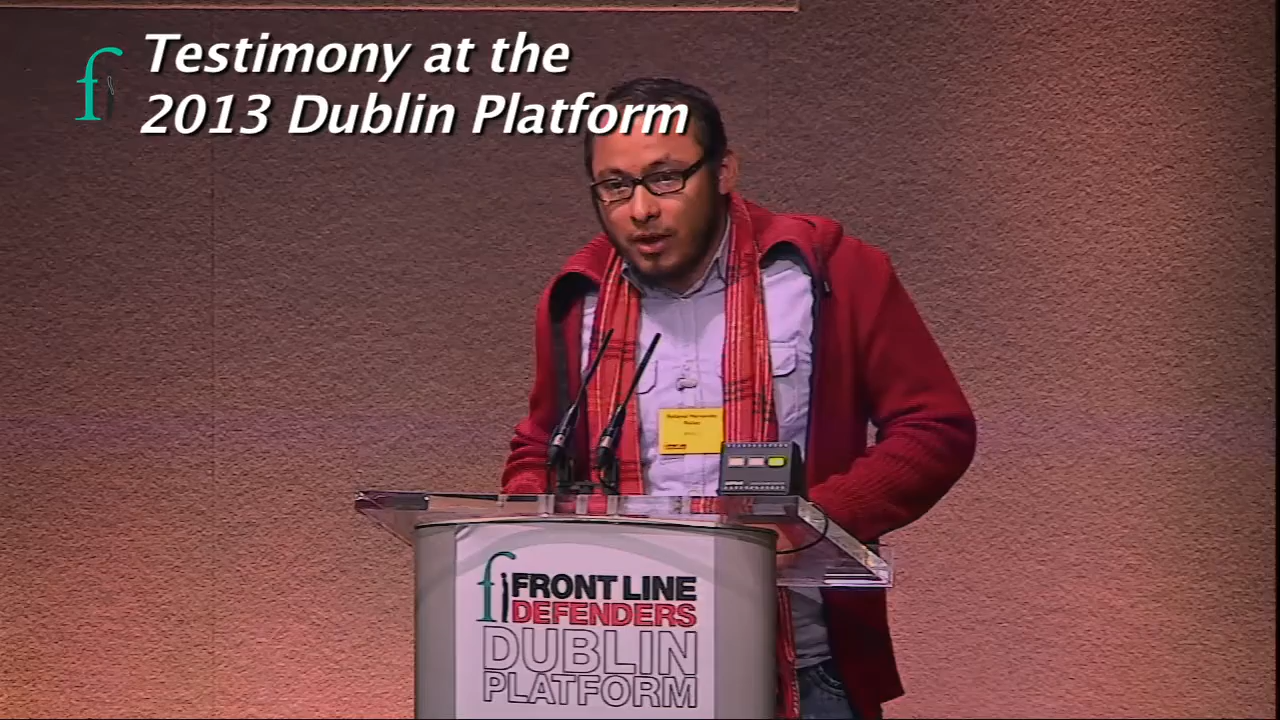 Testimony at the
2013 Dublin Platform
FRONT LINE
DEFENDERS
DUBLIN
PLATFORM